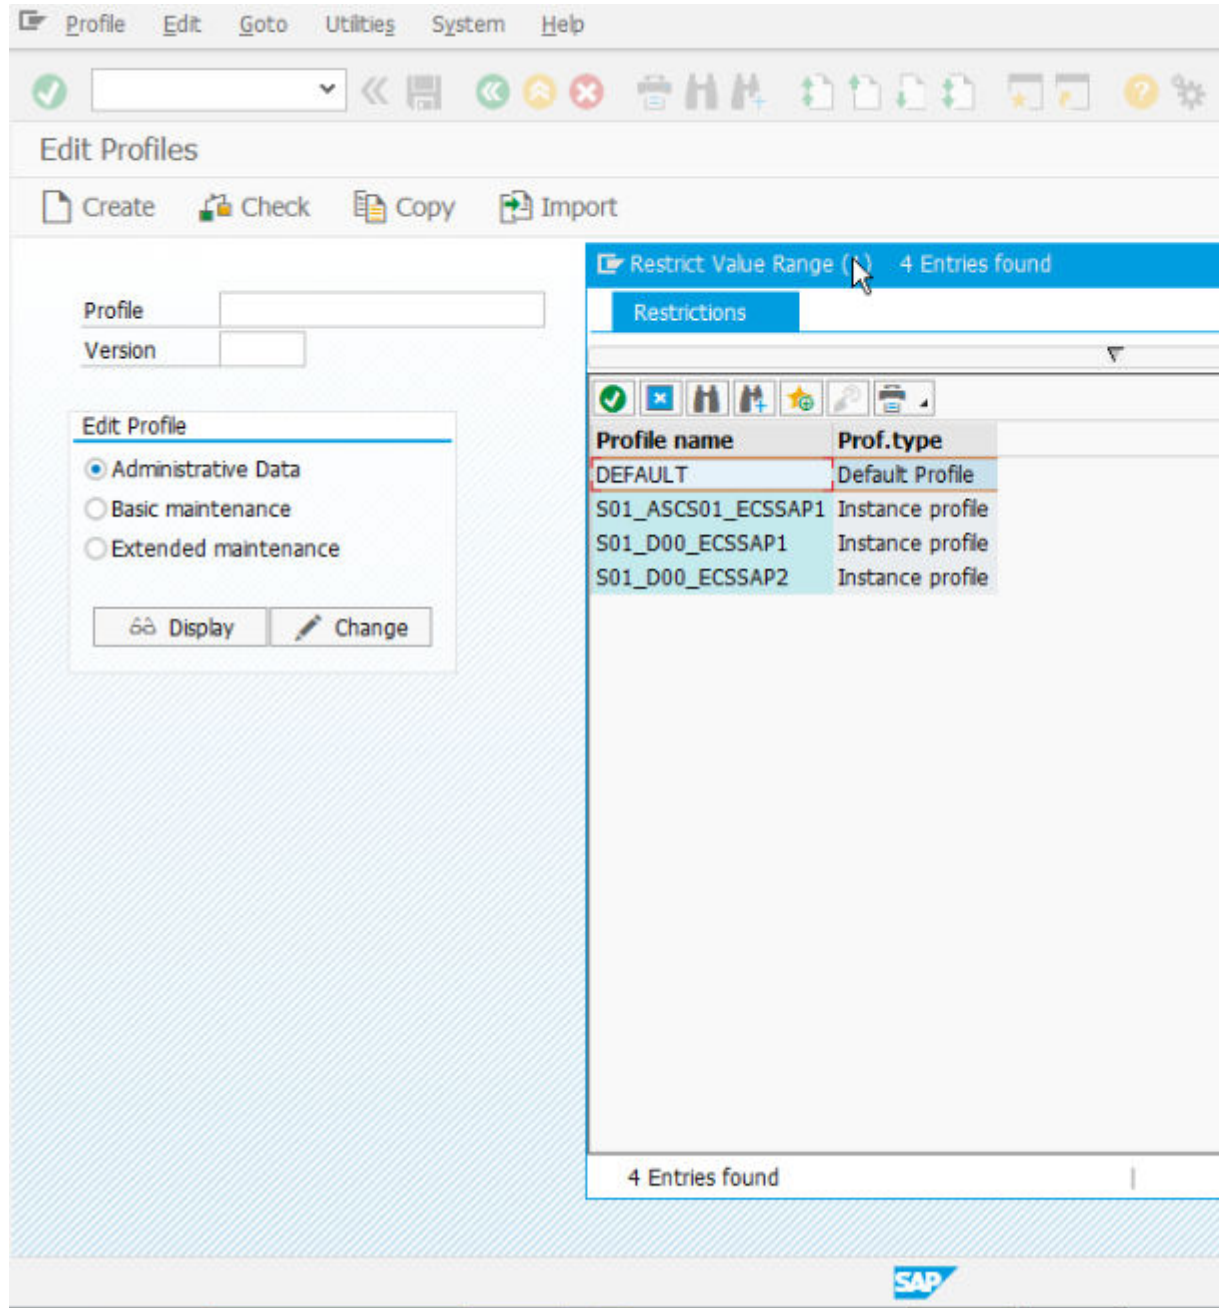 Profile Edit Goto Utilities System Help
Edit Profiles
Create Check Copy Import
Restrict Value Range ( ) 4 Entries found
Restrictions
Profile
Version
Edit Profile
Administrative Data
Basic maintenance
Extended maintenance
Display Change
Profile name Prof.type
DEFAULT Default Profile
S01_ASCS01_ECSSAP1 Instance profile
S01_D00_ECSSAP1 Instance profile
S01_D00_ECSSAP2 Instance profile
4 Entries found
SAP